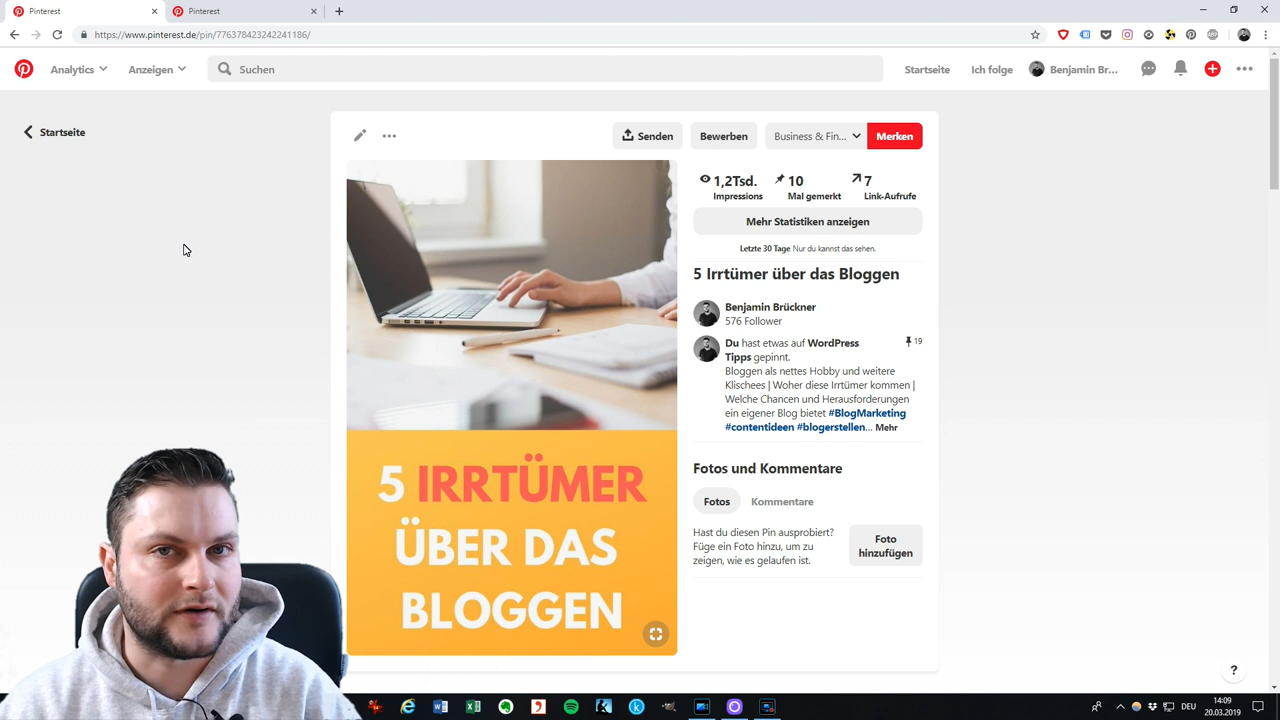 Pinterest
Pinterest
https://www.pinterest.de/pin/776378423242241186/
Analytics
Anzeigen
Suchen
Startseite
Ich folge
Benjamin Br...
Startseite
Senden
Bewerben
Business & Fin...
Merken
1,2Tsd.
Impressions
10
Mal gemerkt
7
Link-Aufrufe
Mehr Statistiken anzeigen
Letzte 30 Tage Nur du kannst das sehen.
5 Irrtümer über das Bloggen
Benjamin Brückner
576 Follower
Du hast etwas auf WordPress
Tipps gepinnt.
19
Bloggen als nettes Hobby und weitere
Klischees | Woher diese Irrtümer kommen |
Welche Chancen und Herausforderungen
ein eigener Blog bietet #BlogMarketing
#contentideen #blogerstellen... Mehr
Fotos und Kommentare
Fotos
Kommentare
Hast du diesen Pin ausprobiert?
Füge ein Foto hinzu, um zu
zeigen, wie es gelaufen ist.
Foto
hinzufügen
5 IRRTÜMER
ÜBER DAS
BLOGGEN
?
DEU
14:09
20.03.2019